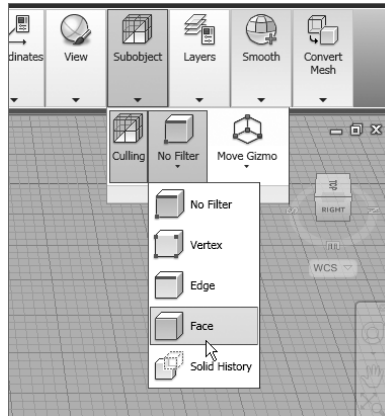 dinates View Subobject Layers Smooth Convert Mesh
Culling No Filter Move Gizmo
No Filter
Vertex
Edge
Face
Solid History
TOP
RIGHT
WCS